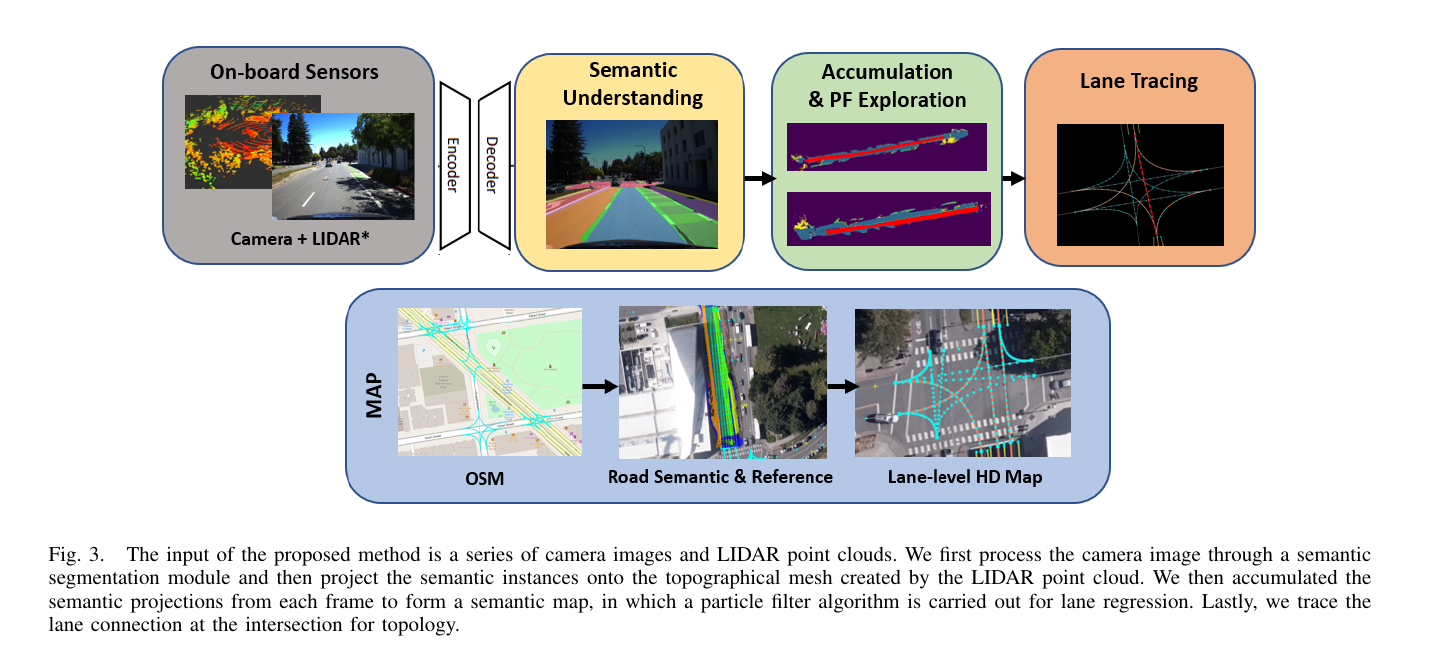 On-board Sensors
Camera + LIDAR*
Encoder
Decoder
Semantic
Understanding
Accumulation
& PF Exploration
Lane Tracing
MAP
OSM
Road Semantic & Reference
Lane-level HD Map
Fig. 3. The input of the proposed method is a series of camera images and LIDAR point clouds. We first process the camera image through a semantic
segmentation module and then project the semantic instances onto the topographical mesh created by the LIDAR point cloud. We then accumulated the
semantic projections from each frame to form a semantic map, in which a particle filter algorithm is carried out for lane regression. Lastly, we trace the
lane connection at the intersection for topology.